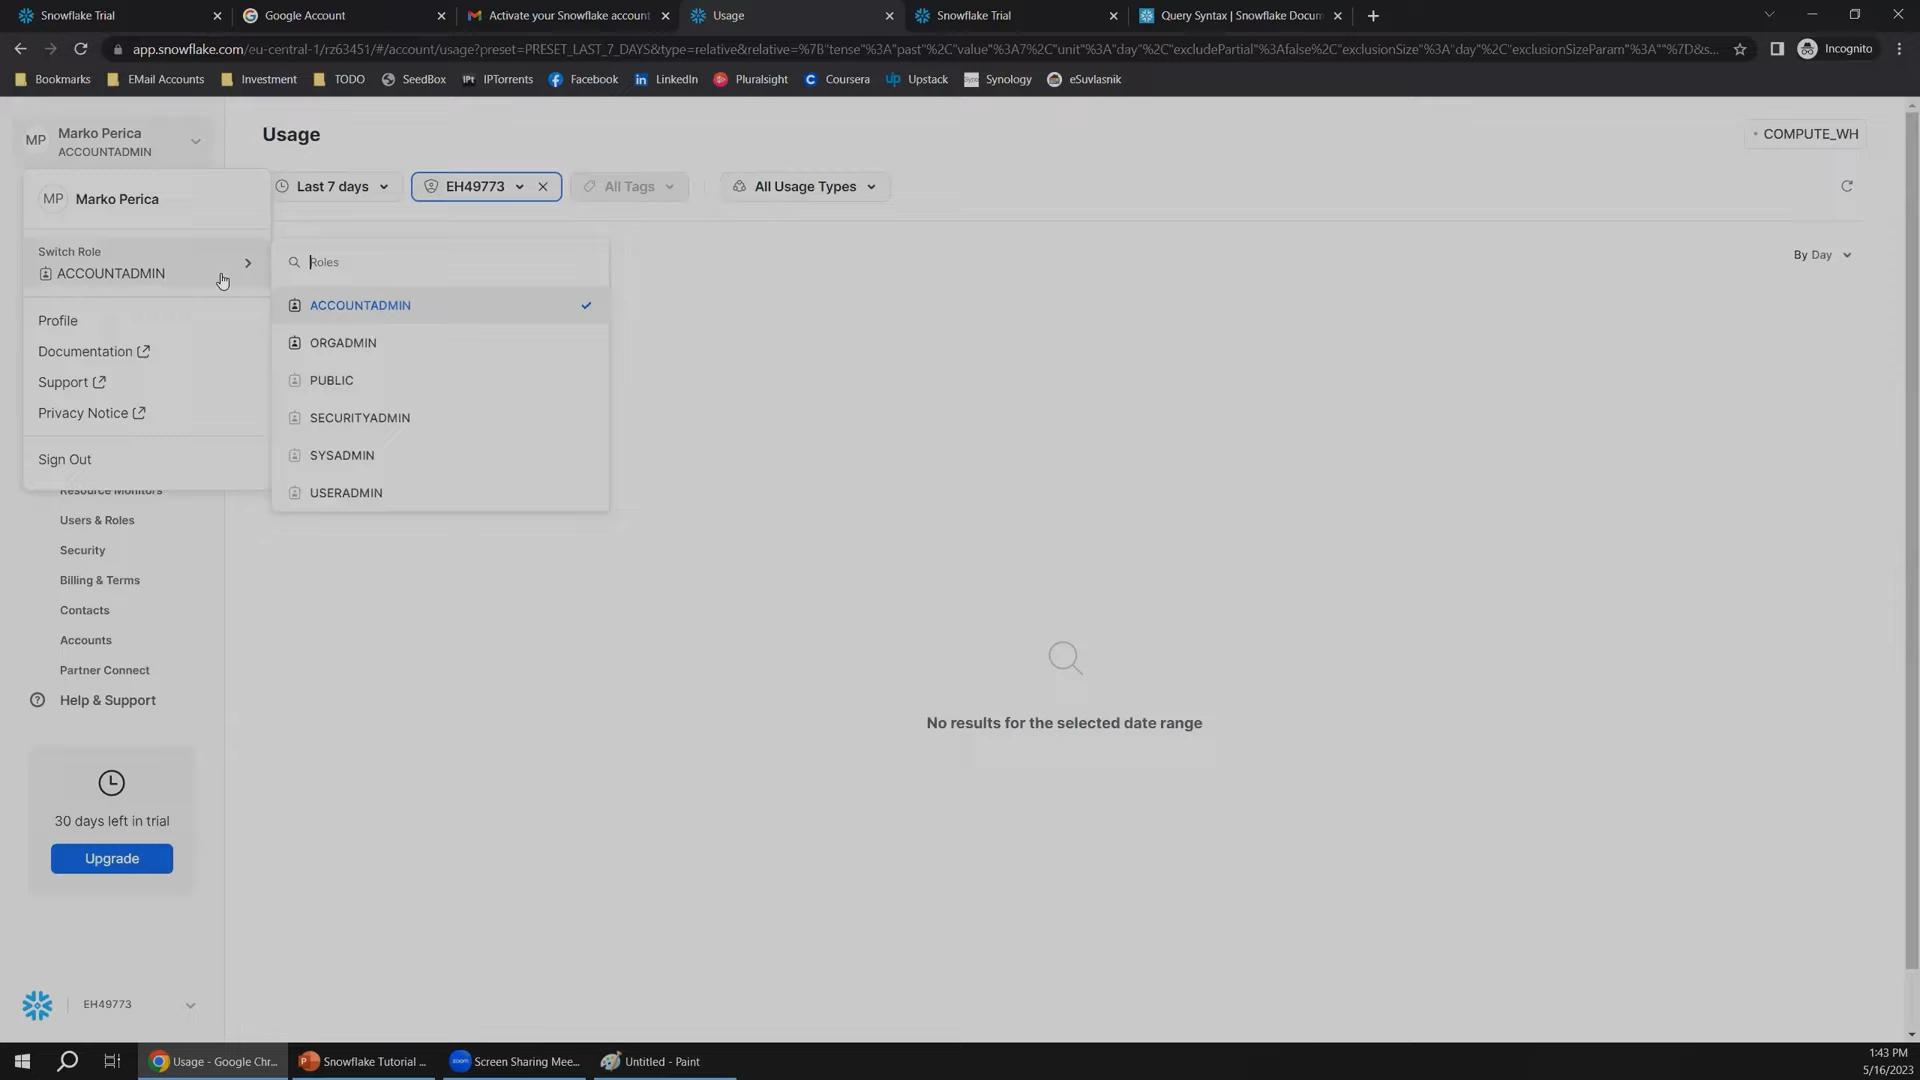 Snowflake Trial
Google Account
Activate your Snowflake account
Usage
Snowflake Trial
Query Syntax | Snowflake Docum
app.snowflake.com/eu-central-1/rz63451/#/account/usage?preset=PRESET_LAST_7_DAYS&type=relative&relative=%7B"tense"%3A"past"%2C"value"%3A7%2C"unit"%3A"day"%2C"excludePartial"%3Afalse%2C"exclusionSize"%3A"day"%2C"exclusionSizeParam"%3A""%7D&s...
Incognito
Bookmarks
EMail Accounts
Investment
TODO
SeedBox
IPT IPTorrents
Facebook
in LinkedIn
Pluralsight
C Coursera
up Upstack
Syno Synology
eSuvlasnik
MP
Marko Perica
ACCOUNTADMIN
Usage
COMPUTE_WH
MP Marko Perica
Last 7 days
EH49773
All Tags
All Usage Types
Switch Role
ACCOUNTADMIN
Roles
By Day
ACCOUNTADMIN
ORGADMIN
PUBLIC
SECURITYADMIN
SYSADMIN
USERADMIN
Profile
Documentation
Support
Privacy Notice
Sign Out
Resource Monitors
Users & Roles
Security
Billing & Terms
Contacts
Accounts
Partner Connect
Help & Support
No results for the selected date range
30 days left in trial
Upgrade
EH49773
Usage - Google Chr...
Snowflake Tutorial ...
zoom Screen Sharing Mee...
Untitled - Paint
1:43 PM
5/16/2023